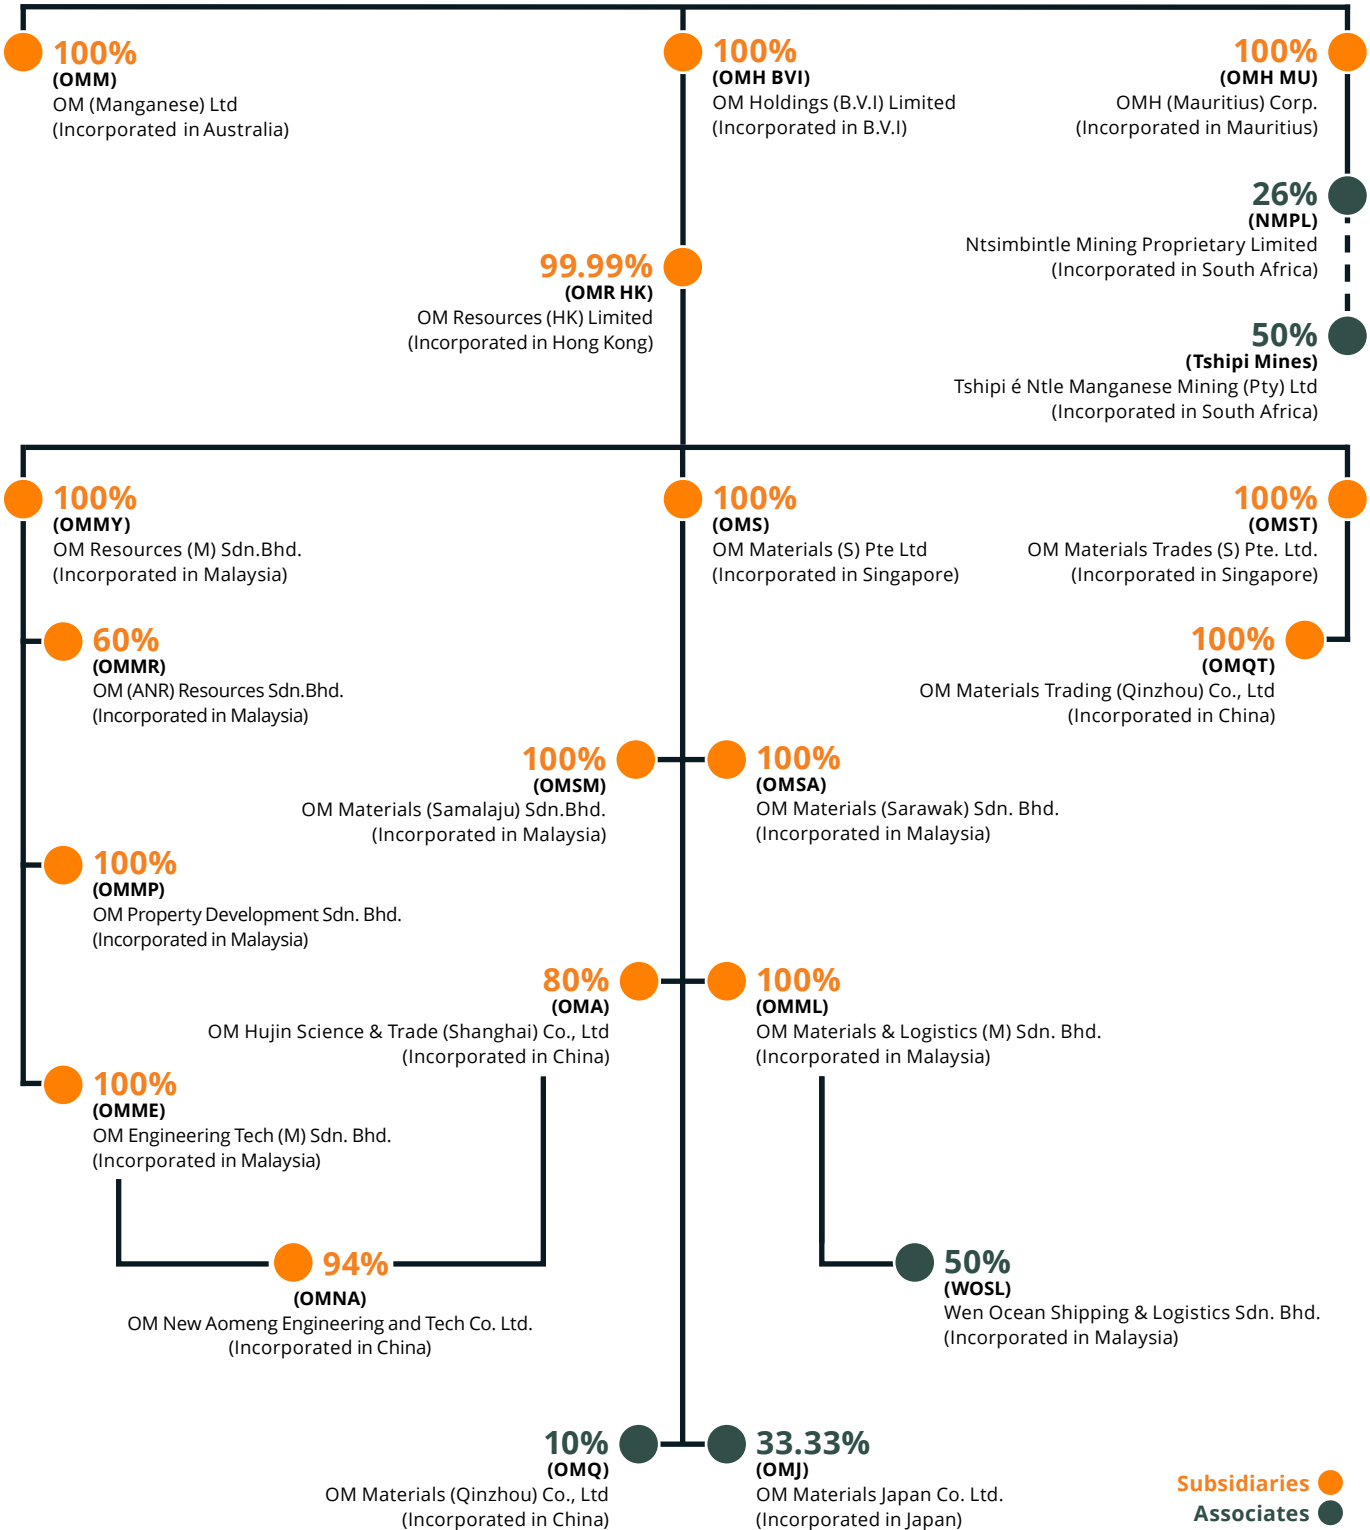 100%
(OMM)
OM (Manganese) Ltd
(Incorporated in Australia)
100%
(OMH BVI)
OM Holdings (B.V.I) Limited
(Incorporated in B.V.I)
100%
(OMH MU)
OMH (Mauritius) Corp.
(Incorporated in Mauritius)
26%
(NMPL)
Ntsimbintle Mining Proprietary Limited
(Incorporated in South Africa)
99.99%
(OMR HK)
OM Resources (HK) Limited
(Incorporated in Hong Kong)
50%
(Tshipi Mines)
Tshipi é Ntle Manganese Mining (Pty) Ltd
(Incorporated in South Africa)
100%
(OMMY)
OM Resources (M) Sdn.Bhd.
(Incorporated in Malaysia)
100%
(OMS)
OM Materials (S) Pte Ltd
(Incorporated in Singapore)
100%
(OMST)
OM Materials Trades (S) Pte. Ltd.
(Incorporated in Singapore)
60%
(OMMR)
OM (ANR) Resources Sdn.Bhd.
(Incorporated in Malaysia)
100%
(OMQT)
OM Materials Trading (Qinzhou) Co., Ltd
(Incorporated in China)
100%
(OMSM)
OM Materials (Samalaju) Sdn.Bhd.
(Incorporated in Malaysia)
100%
(OMSA)
OM Materials (Sarawak) Sdn. Bhd.
(Incorporated in Malaysia)
100%
(OMMP)
OM Property Development Sdn. Bhd.
(Incorporated in Malaysia)
80%
(OMA)
OM Hujin Science & Trade (Shanghai) Co., Ltd
(Incorporated in China)
100%
(OMML)
OM Materials & Logistics (M) Sdn. Bhd.
(Incorporated in Malaysia)
100%
(OMME)
OM Engineering Tech (M) Sdn. Bhd.
(Incorporated in Malaysia)
94%
(OMNA)
OM New Aomeng Engineering and Tech Co. Ltd.
(Incorporated in China)
50%
(WOSL)
Wen Ocean Shipping & Logistics Sdn. Bhd.
(Incorporated in Malaysia)
10%
(OMQ)
OM Materials (Qinzhou) Co., Ltd
(Incorporated in China)
33.33%
(OMJ)
OM Materials Japan Co. Ltd.
(Incorporated in Japan)
Subsidiaries
Associates